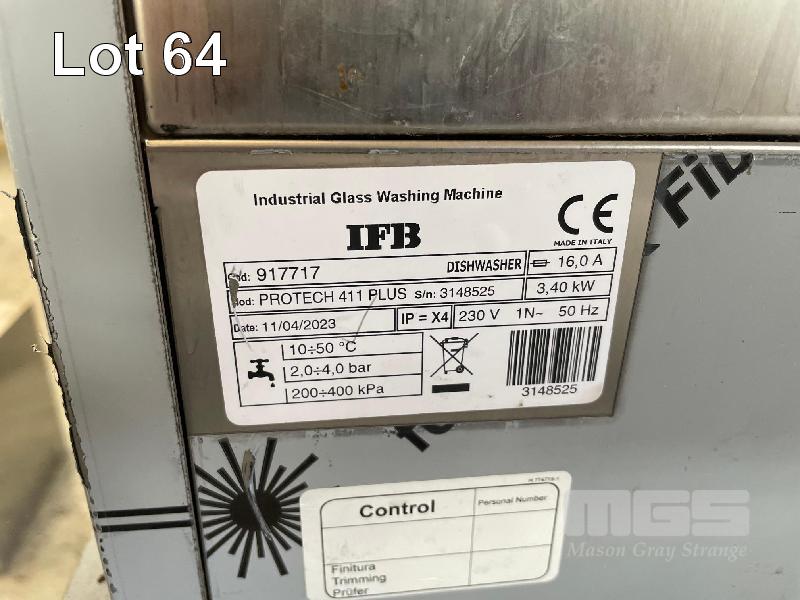 Lot 64
Industrial Glass Washing Machine
IFB
CE
MADE IN ITALY
Cod: 917717 DISHWASHER 16,0 A
Mod: PROTECH 411 PLUS S/n: 3148525 3,40 kW
Date: 11/04/2023 IP = X4 230 V 1N~ 50 Hz
10÷50 °C
2,0÷4,0 bar
200÷400 kPa
3148525
Control Personal Number
Finitura
Trimming
Prüfer
MGS
Mason Gray Strange